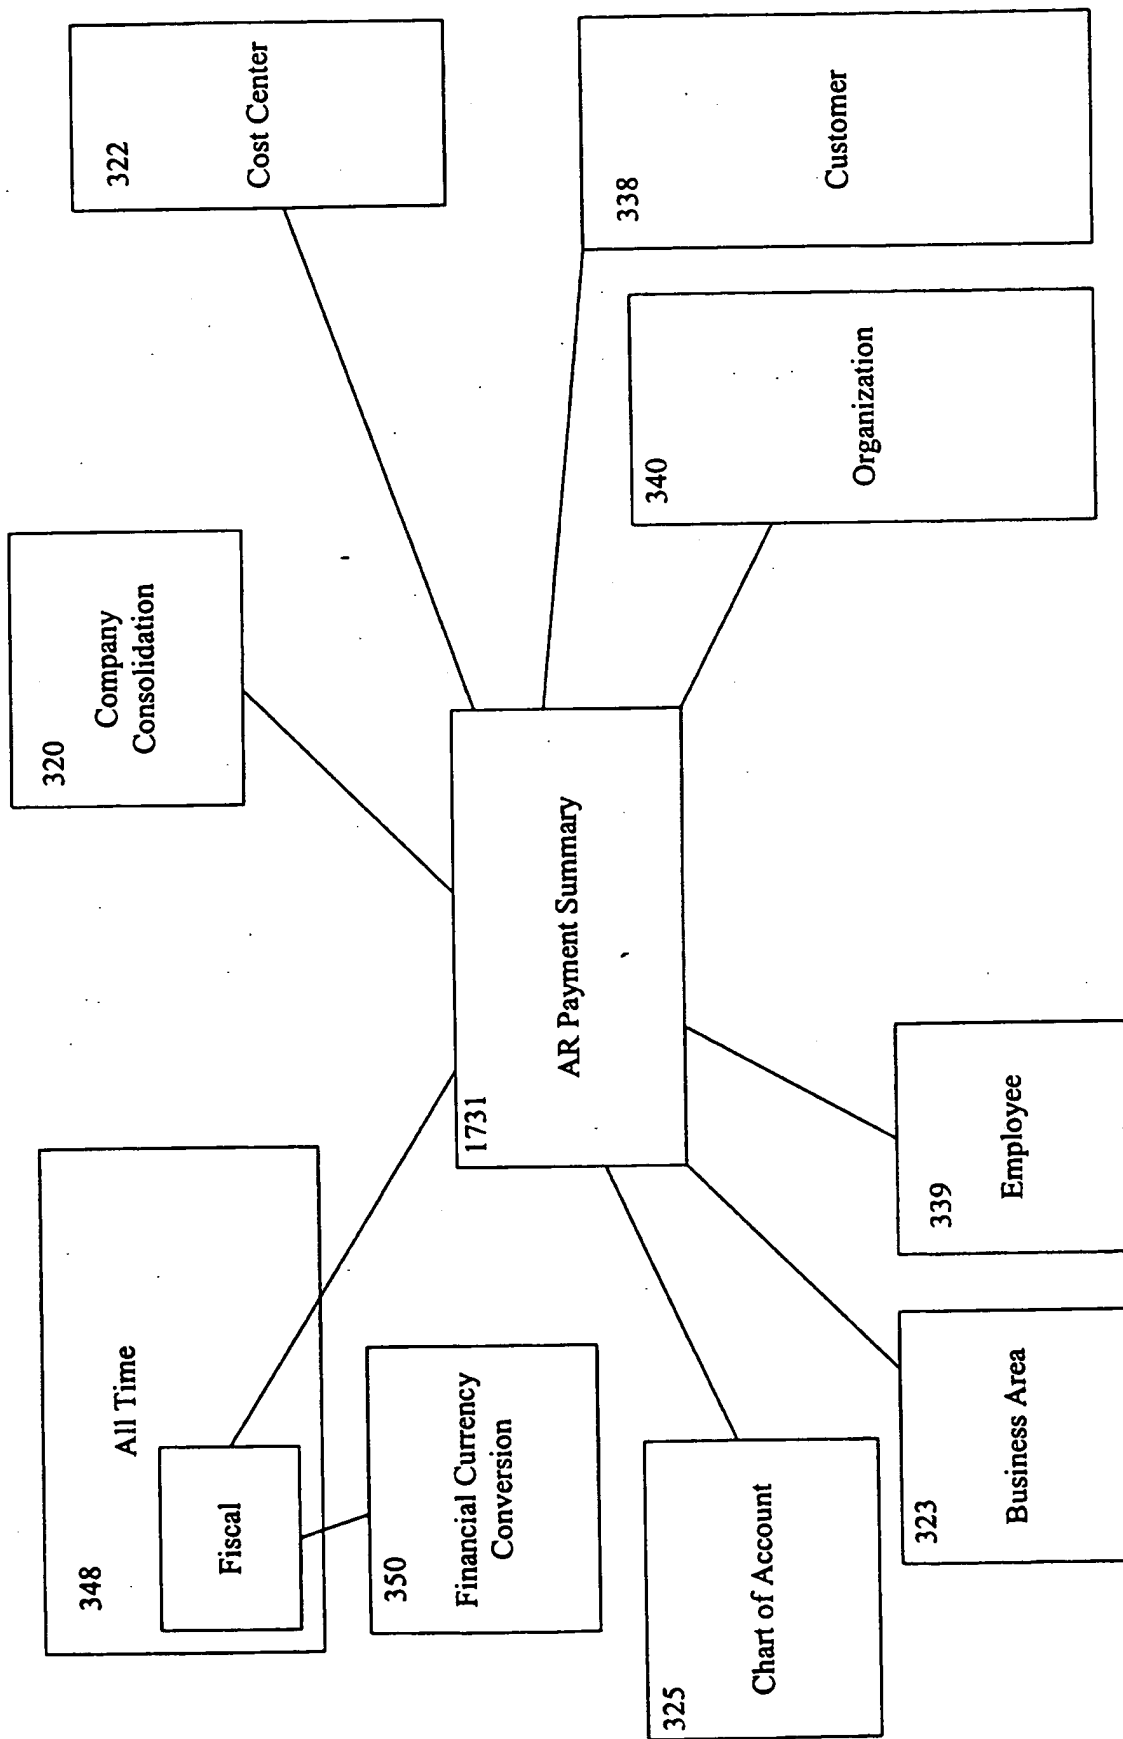 348
All Time
Fiscal
350
Financial Currency
Conversion
320
Company
Consolidation
322
Cost Center
1731
AR Payment Summary
325
Chart of Account
323
Business Area
339
Employee
340
Organization
338
Customer